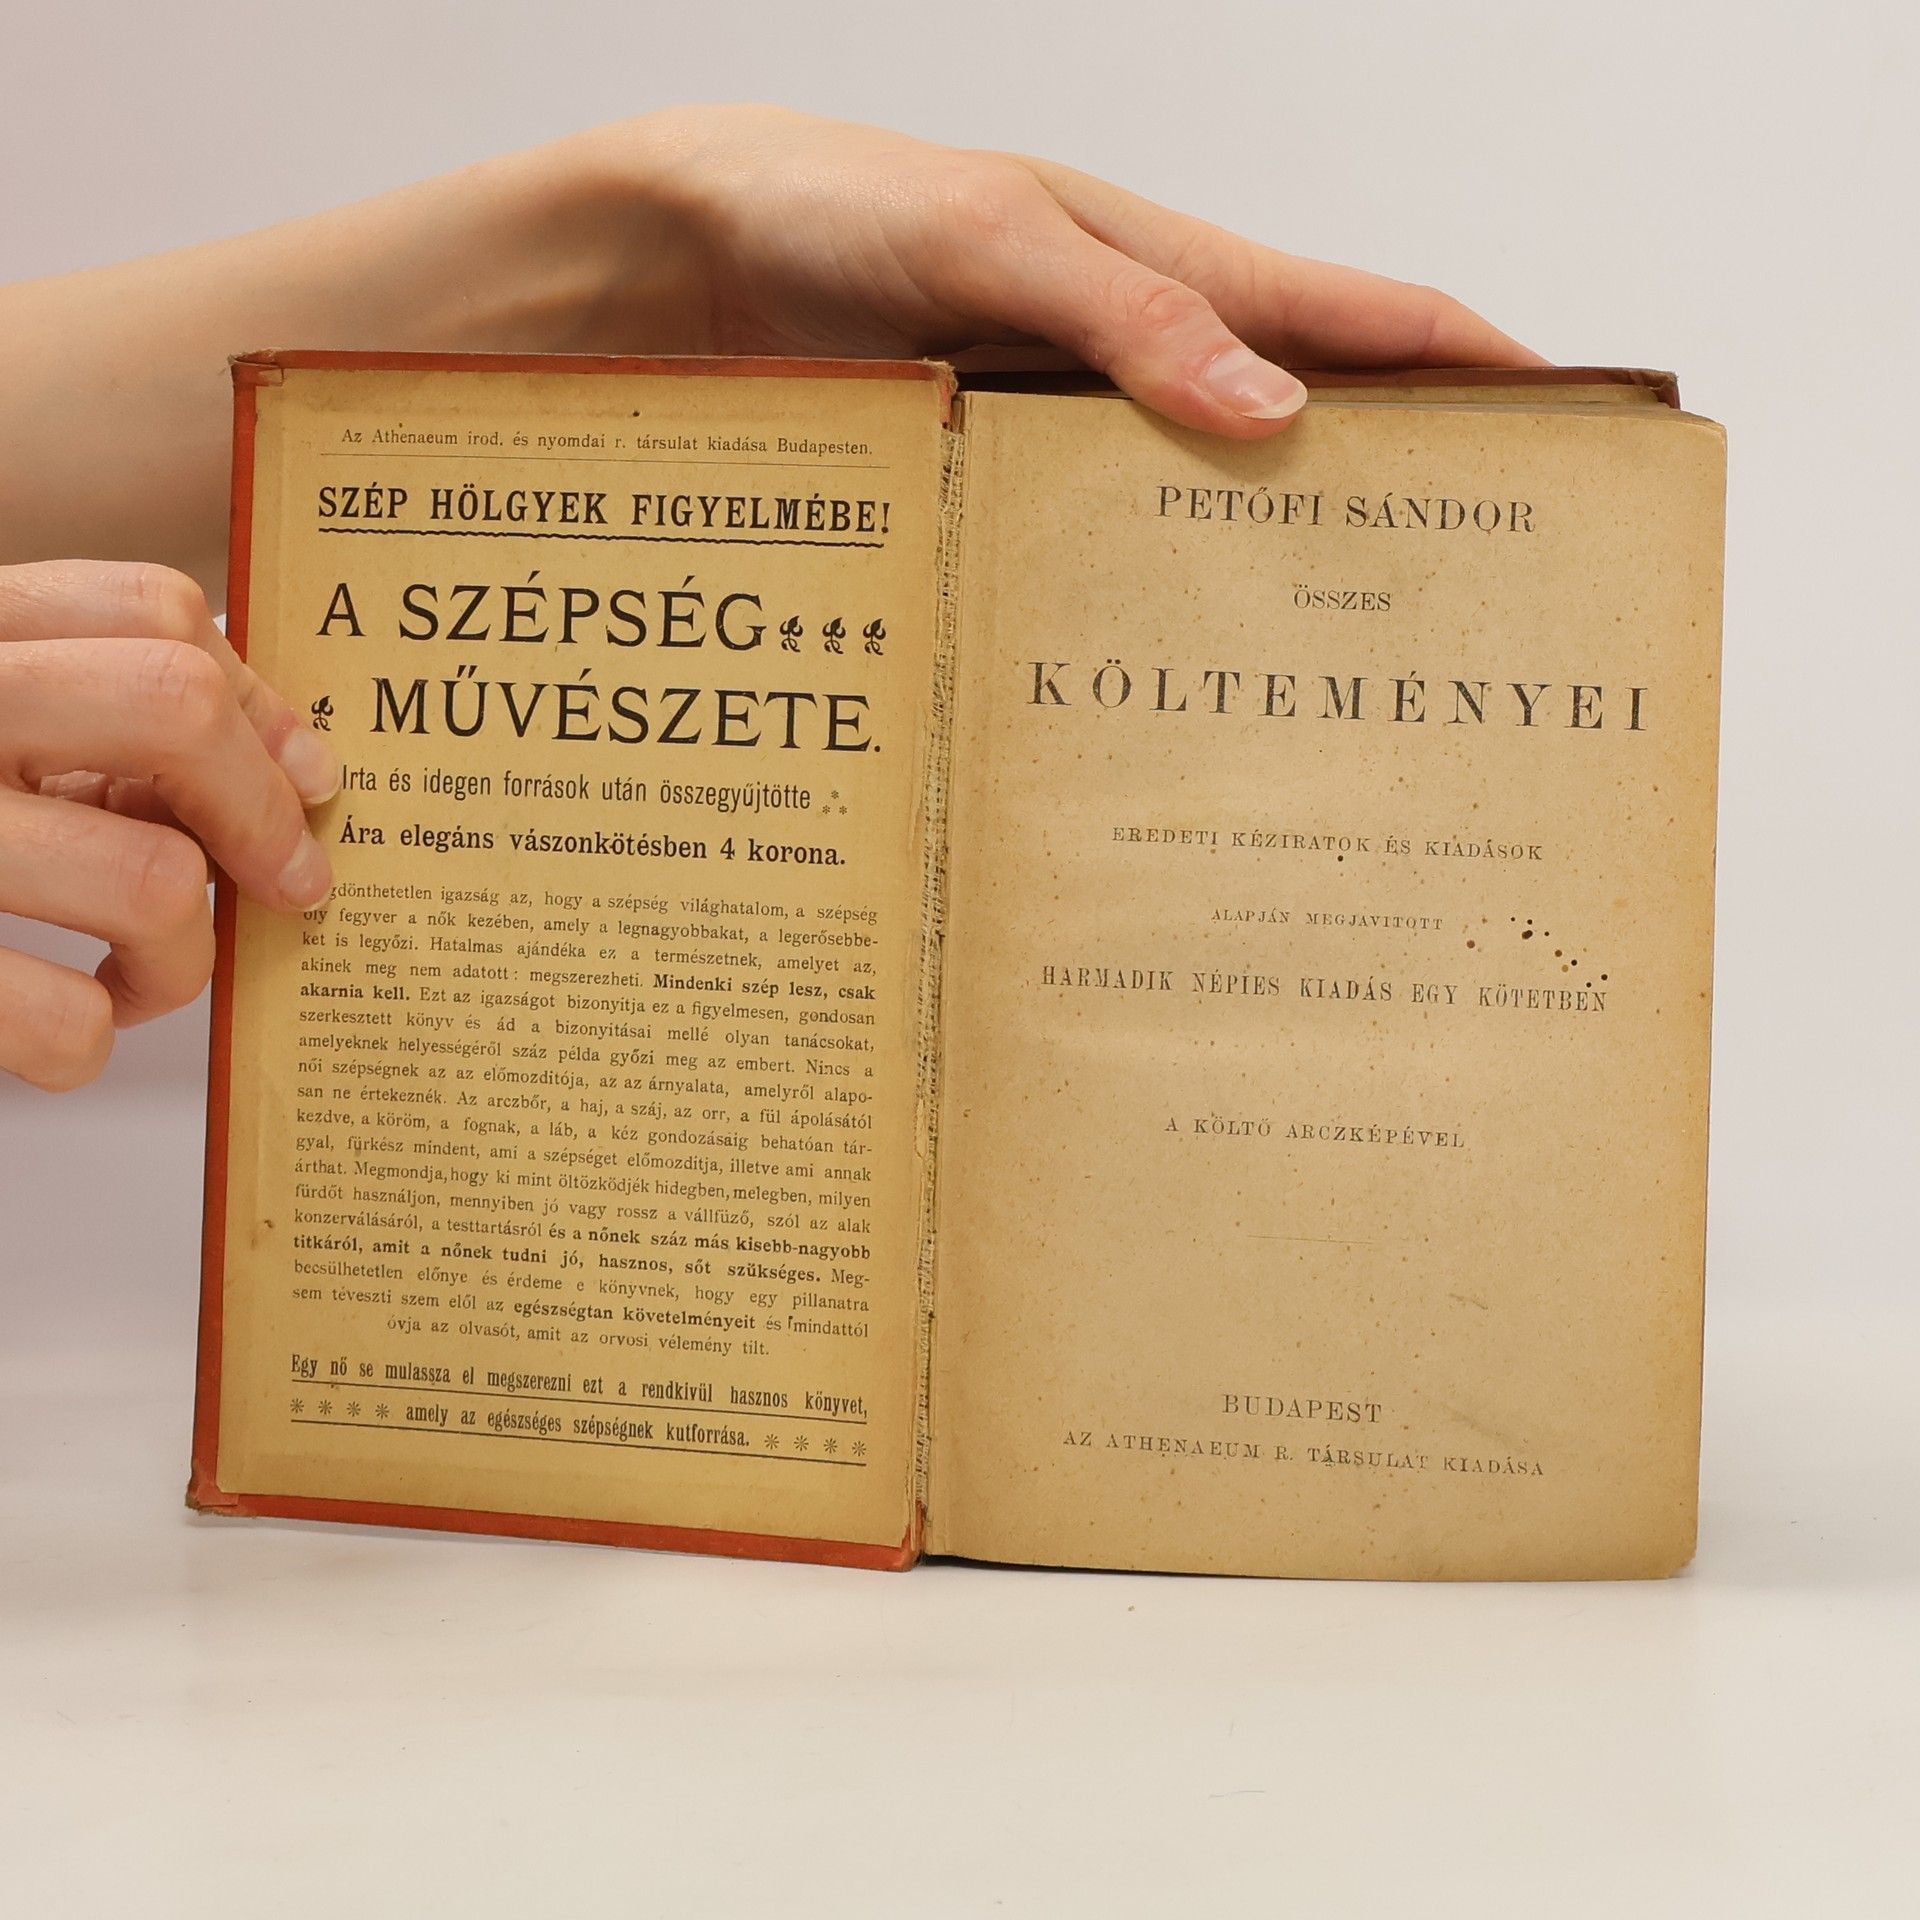 Az Athenaeum irod. és nyomdai r. társulat kiadása Budapesten.
SZÉP HÖLGYEK FIGYELMÉBE!
A SZÉPSÉG
MŰVÉSZETE.
Irta és idegen források után összegyűjtötte
Ára elegáns vászonkötésben 4 korona.
gdönthetetlen igazság az, hogy a szépség világhatalom, a szépség
oly fegyver a nők kezében, amely a legnagyobbakat, a legerősebbe-
ket is legyőzi. Hatalmas ajándéka ez a természetnek, amelyet az,
akinek meg nem adatott: megszerezheti. Mindenki szép lesz, csak
akarnia kell. Ezt az igazságot bizonyitja ez a figyelmesen, gondosan
szerkesztett könyv és ád a bizonyitásai mellé olyan tanácsokat,
amelyeknek helyességéről száz példa győzi meg az embert. Nincs a
női szépségnek az az előmozditója, az az árnyalata, amelyről alapo-
san ne értekeznék. Az arczbőr, a haj, a száj, az orr, a fül ápolásától
kezdve, a köröm, a fognak, a láb, a kéz gondozásáig behatóan tár-
gyal, fürkész mindent, ami a szépséget előmozditja, illetve ami annak
árthat. Megmondja, hogy ki mint öltözködjék hidegben, melegben, milyen
fürdőt használjon, mennyiben jó vagy rossz a vállfüző, szól az alak
konzerválásáról, a testtartásról és a nőnek száz más kisebb-nagyobb
titkáról, amit a nőnek tudni jó, hasznos, sőt szükséges. Meg-
becsülhetetlen előnye és érdeme e könyvnek, hogy egy pillanatra
sem téveszti szem elől az egészségtan követelményeit és mindattól
óvja az olvasót, amit az orvosi vélemény tilt.
Egy nő se mulassza el megszerezni ezt a rendkivül hasznos könyvet,
amely az egészséges szépségnek kutforrása.
PETŐFI SÁNDOR
ÖSSZES
KÖLTEMÉNYEI
EREDETI KÉZIRATOK ÉS KIADÁSOK
ALAPJÁN MEGJAVITOTT
HARMADIK NÉPIES KIADÁS EGY KÖTETBEN
A KÖLTŐ ARCZKÉPÉVEL
BUDAPEST
AZ ATHENAEUM R. TÁRSULAT KIADÁSA